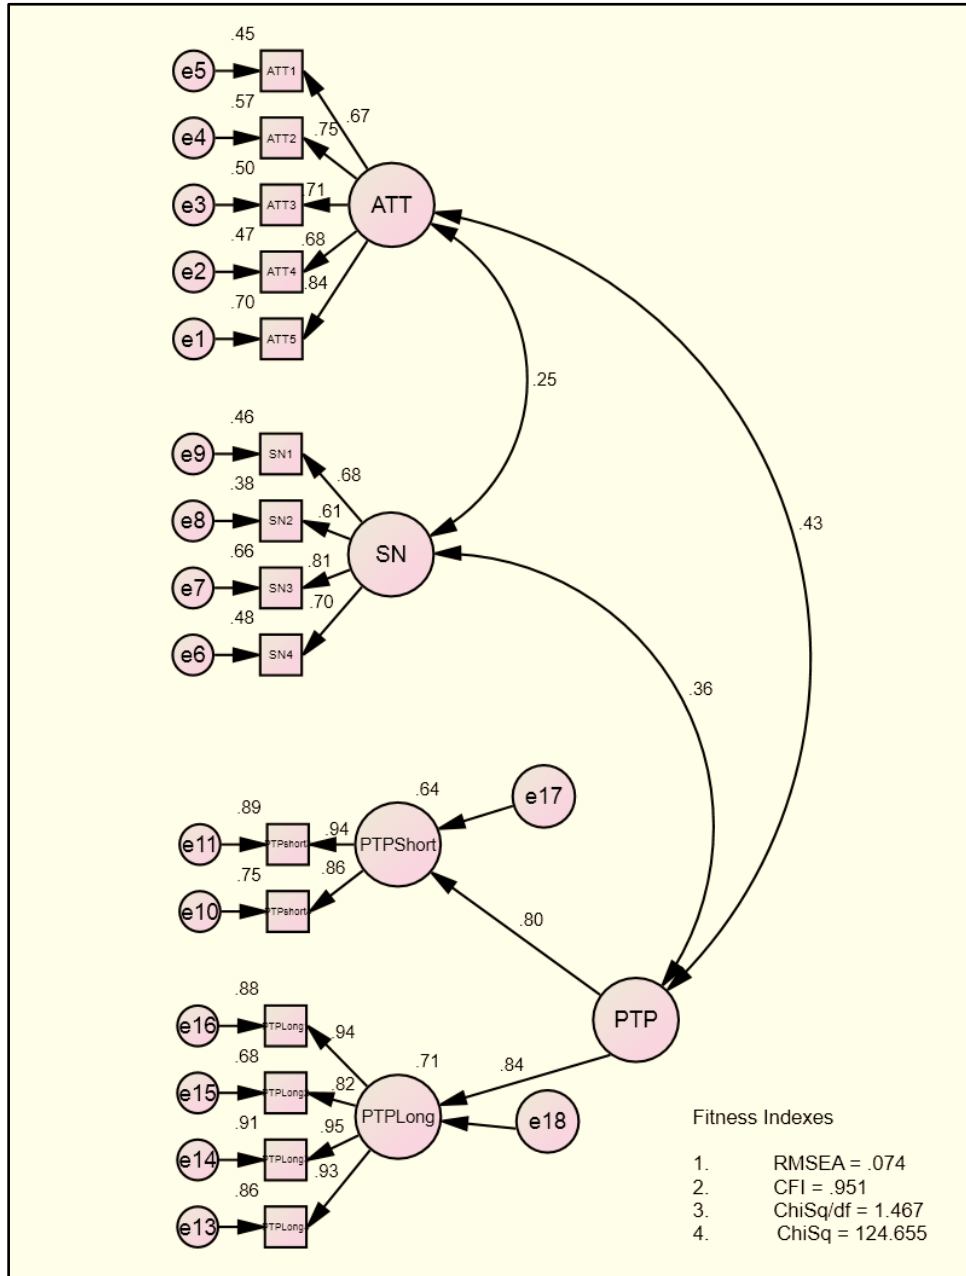 .45
e5 ATT1
.67
.57
e4 ATT2 .75
.50
e3 ATT3 .71 ATT
.47
e2 ATT4 .68
.84
.70
e1 ATT5
.25
.46
e9 SN1
.68
.38
e8 SN2 .61
.66
SN
.43
e7 SN3 .81
.70
.48
e6 SN4
.36
.64
e17
.89
e11 PTPshort .94 PTPShort
.75 .86
e10 PTPshort
.80
.88
e16 PTPLong
.94
PTP
.68
.71 .84
e15 PTPLong .82
.91
PTPLong
e18
e14 PTPLong .95
.93
.86
e13 PTPLong
Fitness Indexes
1. RMSEA = .074
2. CFI = .951
3. ChiSq/df = 1.467
4. ChiSq = 124.655